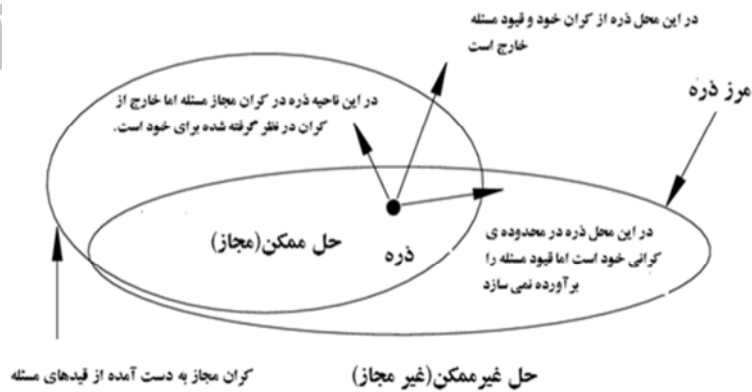 در این محل ذره از کران خود و قیود مسئله
خارج است
در این ناحیه ذره در کران مجاز مسئله اما خارج از
کران در نظر گرفته شده برای خود است.
مرز ذره
در این محل ذره در محدوده ی
کرانی خود است اما قیود مسئله را
برآورده نمی سازد
حل ممکن(مجاز)
ذره
کران مجاز به دست آمده از قیدهای مسئله
حل غیرممکن(غیر مجاز)